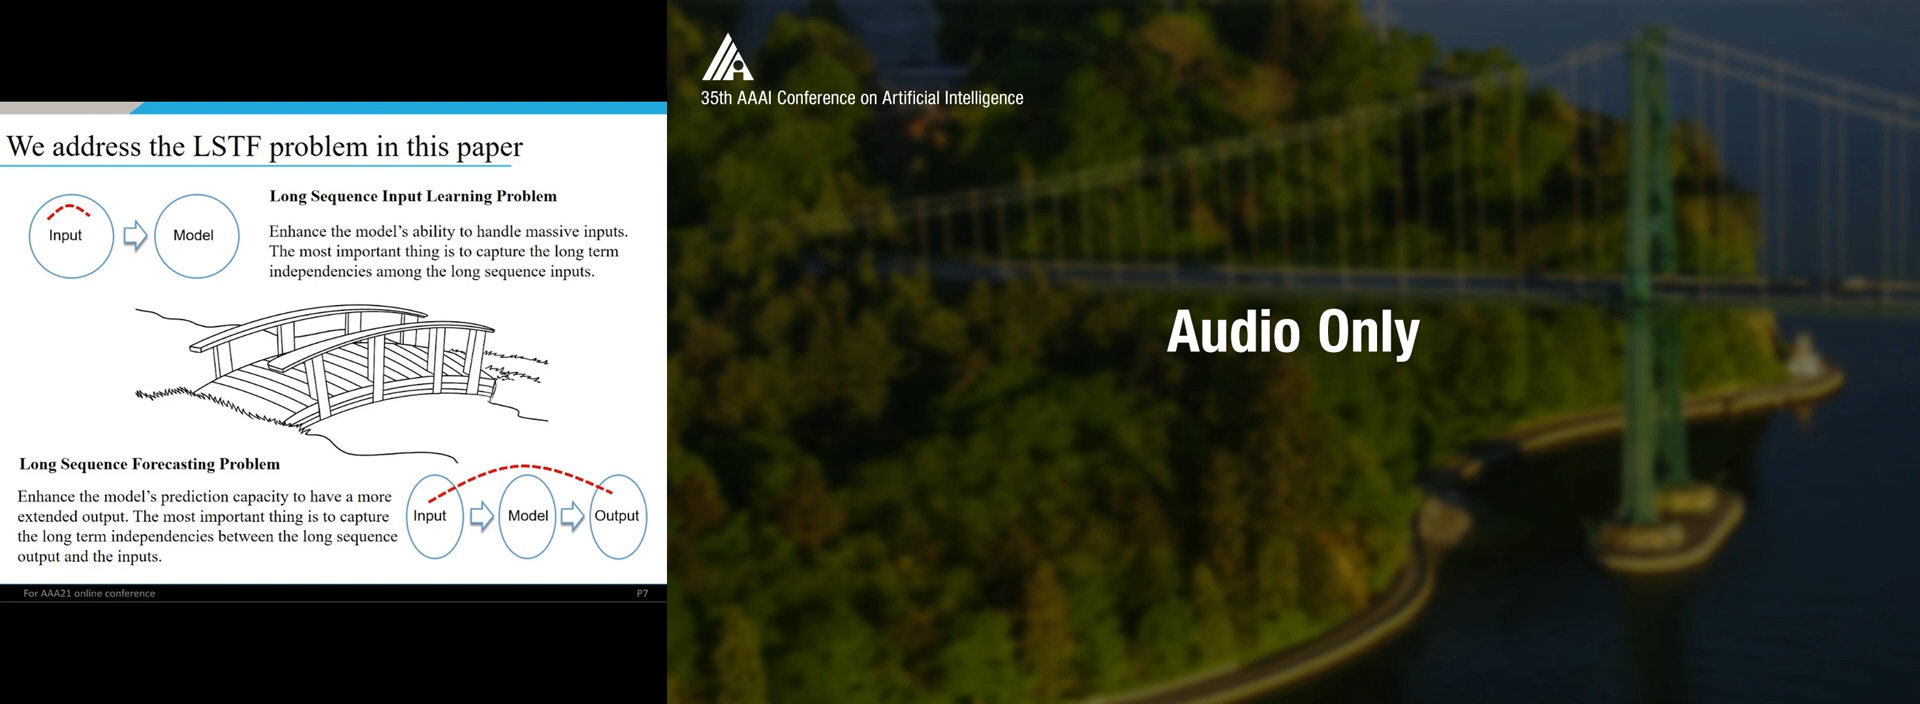 We address the LSTF problem in this paper
Long Sequence Input Learning Problem
Input
Model
Enhance the model's ability to handle massive inputs.
The most important thing is to capture the long term
independencies among the long sequence inputs.
Long Sequence Forecasting Problem
Enhance the model's prediction capacity to have a more
extended output. The most important thing is to capture
the long term independencies between the long sequence
output and the inputs.
Input
Model
Output
For AAA21 online conference
P7
35th AAAI Conference on Artificial Intelligence
Audio Only